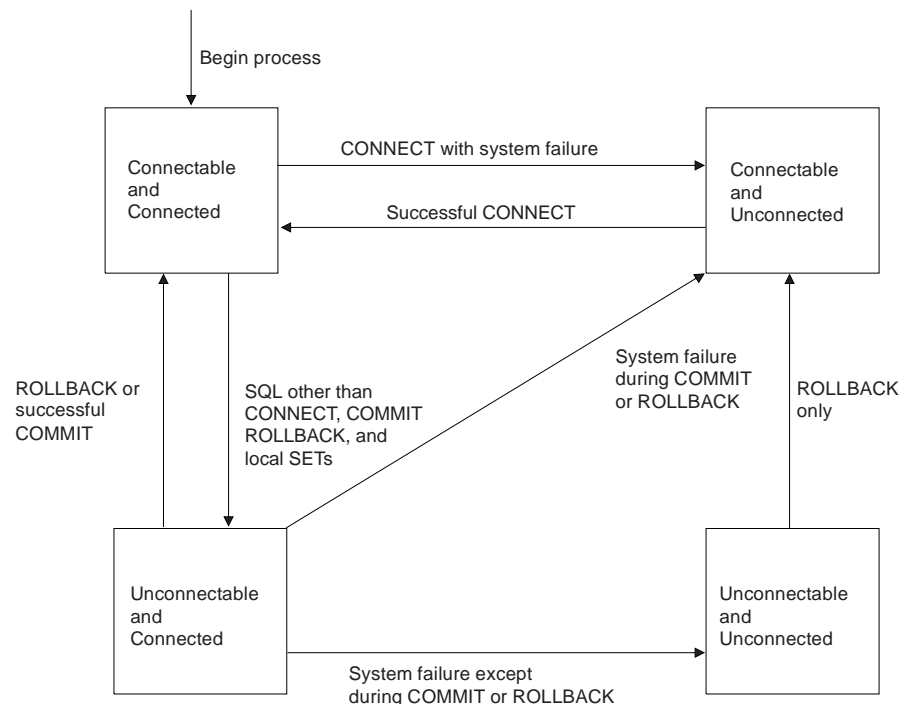 Begin process
Connectable
and
Connected
CONNECT with system failure
Successful CONNECT
Connectable
and
Unconnected
ROLLBACK or
successful
COMMIT
SQL other than
CONNECT, COMMIT
ROLLBACK, and
local SETs
System failure
during COMMIT
or ROLLBACK
ROLLBACK
only
Unconnectable
and
Connected
System failure except
during COMMIT or ROLLBACK
Unconnectable
and
Unconnected